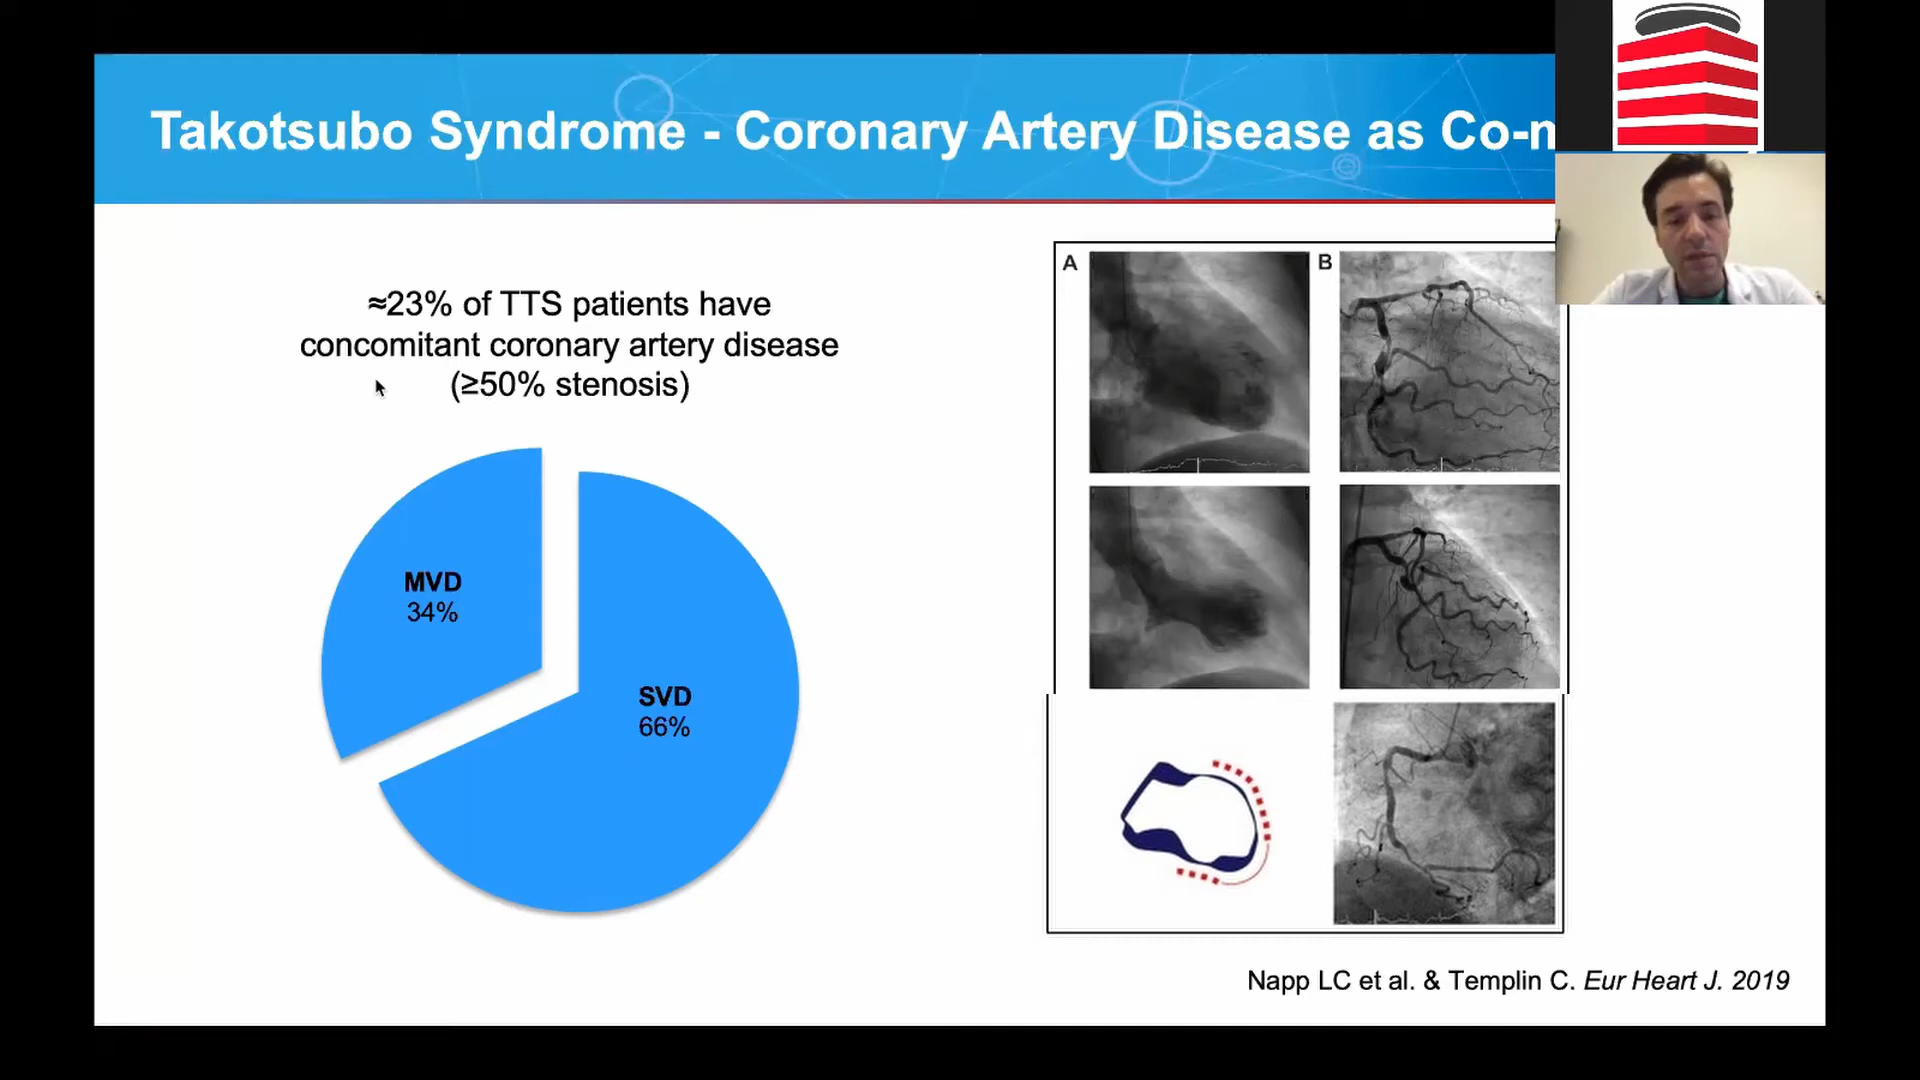 Takotsubo Syndrome - Coronary Artery Disease as Co-
≈23% of TTS patients have
concomitant coronary artery disease
(≥50% stenosis)
MVD
34%
SVD
66%
A
B
Napp LC et al. & Templin C. Eur Heart J. 2019